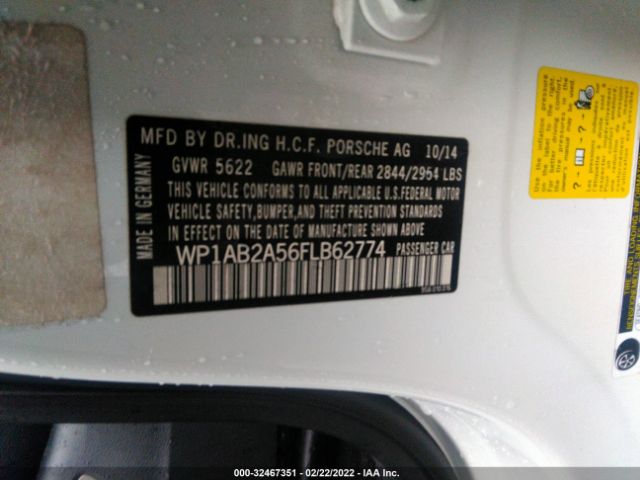 MFD BY DR.ING H.C.F. PORSCHE AG 10/14
GVWR 5622 GAWR FRONT/REAR 2844/2954 LBS
THIS VEHICLE CONFORMS TO ALL APPLICABLE U.S.FEDERAL MOTOR
VEHICLE SAFETY,BUMPER,AND THEFT PREVENTION STANDARDS
IN EFFECT ON THE DATE OF MANUFACTURE SHOWN ABOVE
WP1AB2A56FLB62774 PASSENGER CAR
MADE IN GERMANY
000-32467351 - 02/22/2022 - IAA Inc.